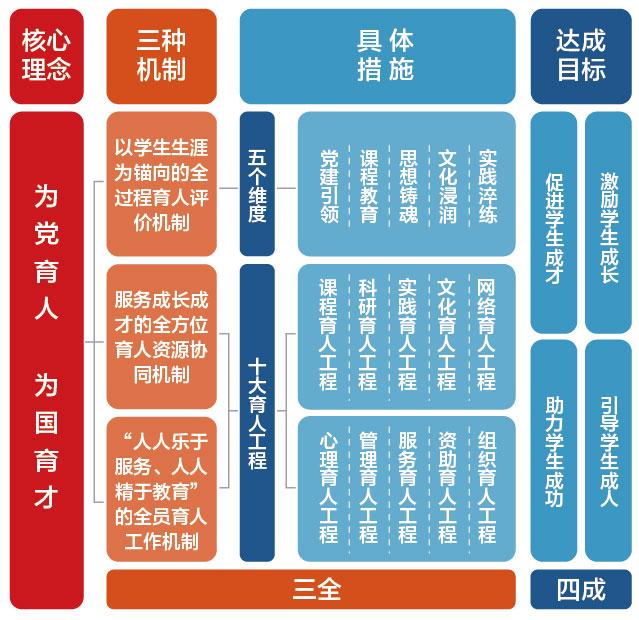 核心
理念
三种
机制
具 体
措 施
达成
目标
为党育人 为国育才
以学生生涯
为锚向的全
过程育人评
价机制
五个维度
党建引领
课程教育
思想铸魂
文化浸润
实践淬练
服务成长成
才的全方位
育人资源协
同机制
“人人乐于
服务、人人
精于教育”
的全员育人
工作机制
十大育人工程
课程育人工程
科研育人工程
实践育人工程
文化育人工程
网络育人工程
心理育人工程
管理育人工程
服务育人工程
资助育人工程
组织育人工程
促进学生成才
激励学生成长
助力学生成功
引导学生成人
三全
四成